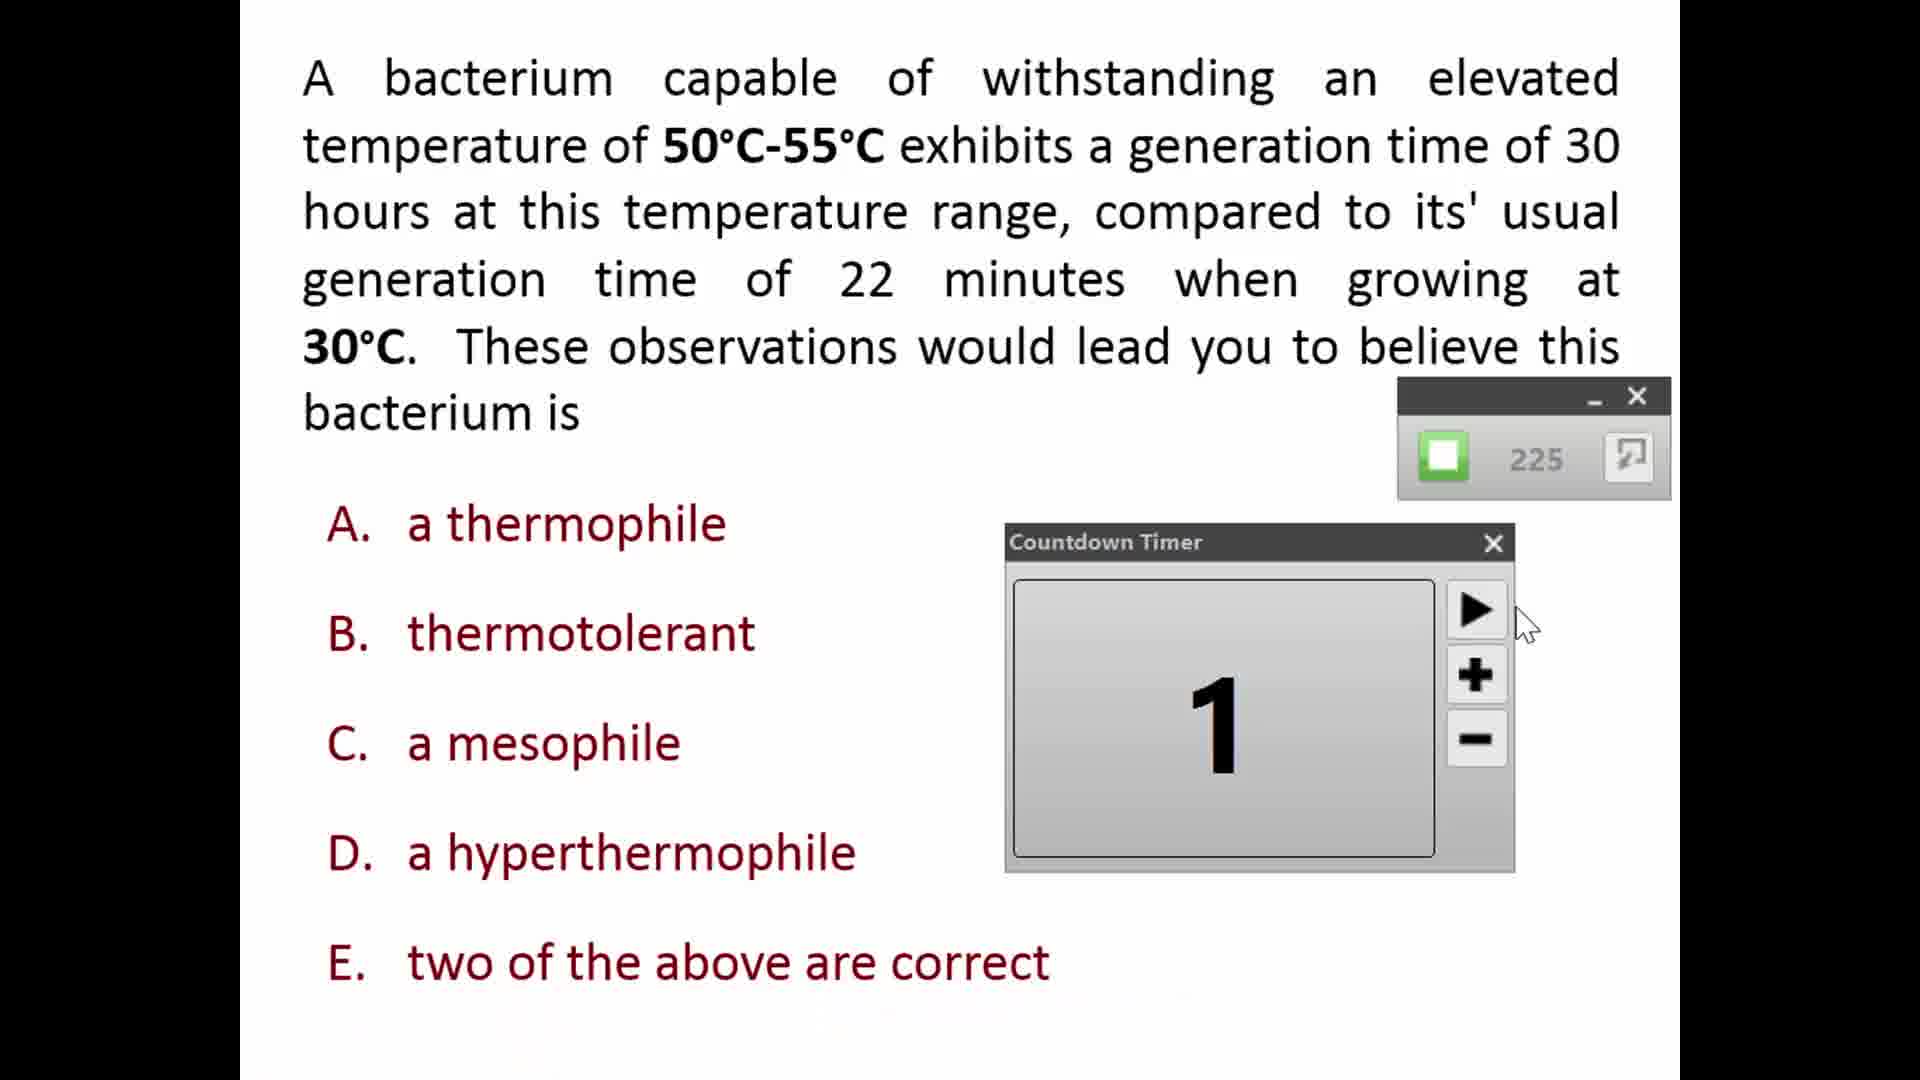 A bacterium capable of withstanding an elevated
temperature of 50°C-55°C exhibits a generation time of 30
hours at this temperature range, compared to its' usual
generation time of 22 minutes when growing at
30°C. These observations would lead you to believe this
bacterium is
225
A. a thermophile
Countdown Timer
B. thermotolerant
1
C. a mesophile
D. a hyperthermophile
E. two of the above are correct